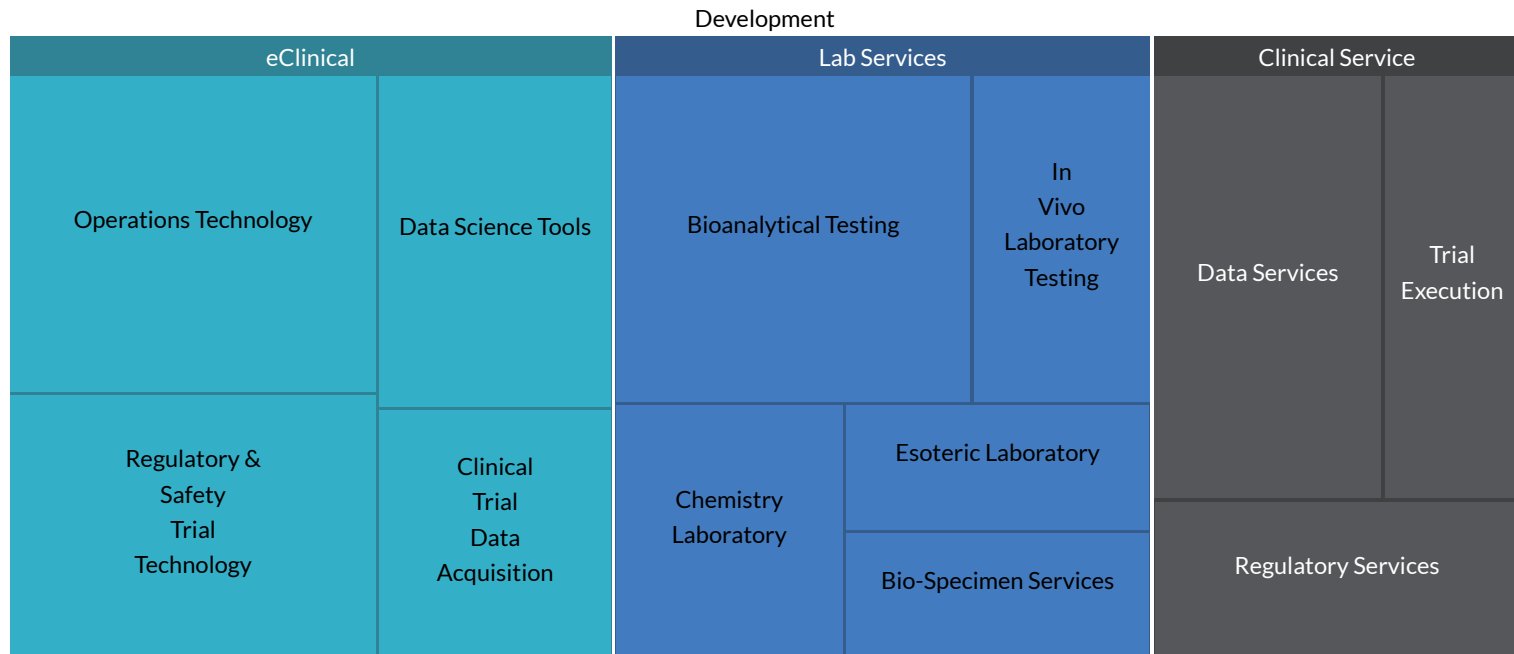 Development
eClinical
Operations Technology
Data Science Tools
Regulatory &
Safety
Trial
Technology
Clinical
Trial
Data
Acquisition
Lab Services
Bioanalytical Testing
In
Vivo
Laboratory
Testing
Chemistry
Laboratory
Esoteric Laboratory
Bio-Specimen Services
Clinical Service
Data Services
Trial
Execution
Regulatory Services